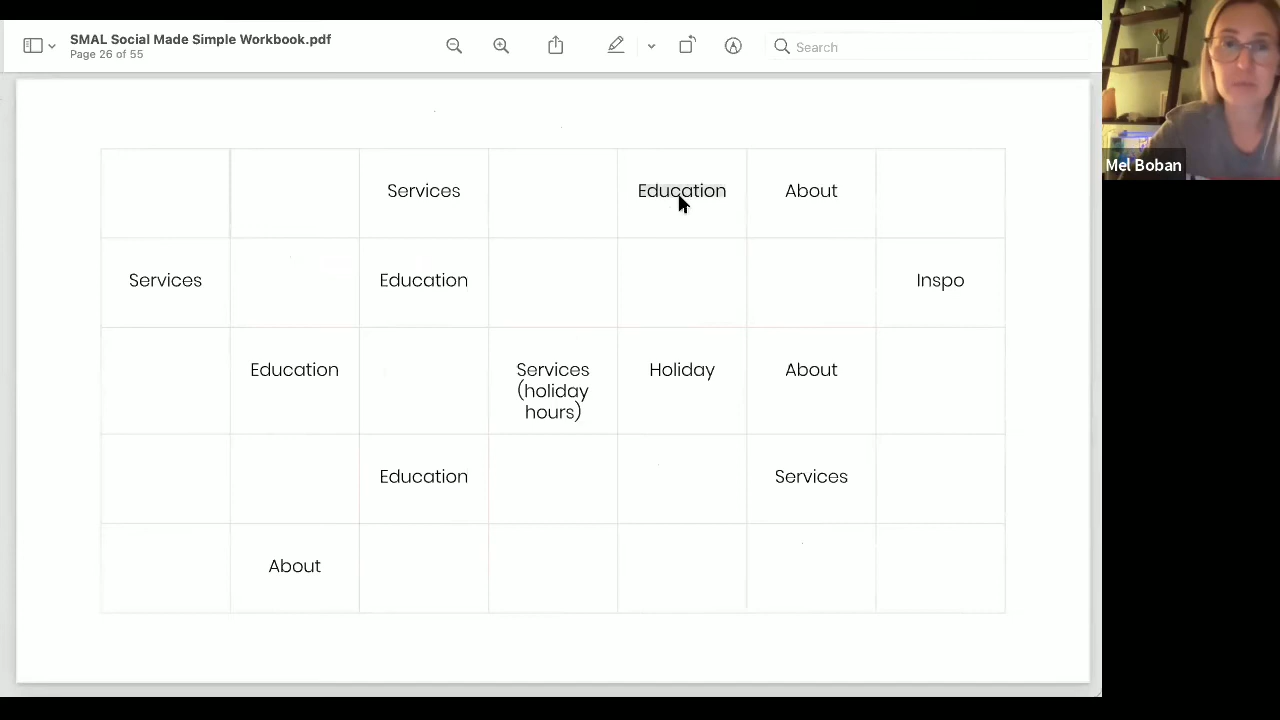 SMAL Social Made Simple Workbook.pdf
Page 26 of 55
Search
Mel Boban
Services
Education
About
Services
Education
Inspo
Education
Services
(holiday
hours)
Holiday
About
Education
Services
About